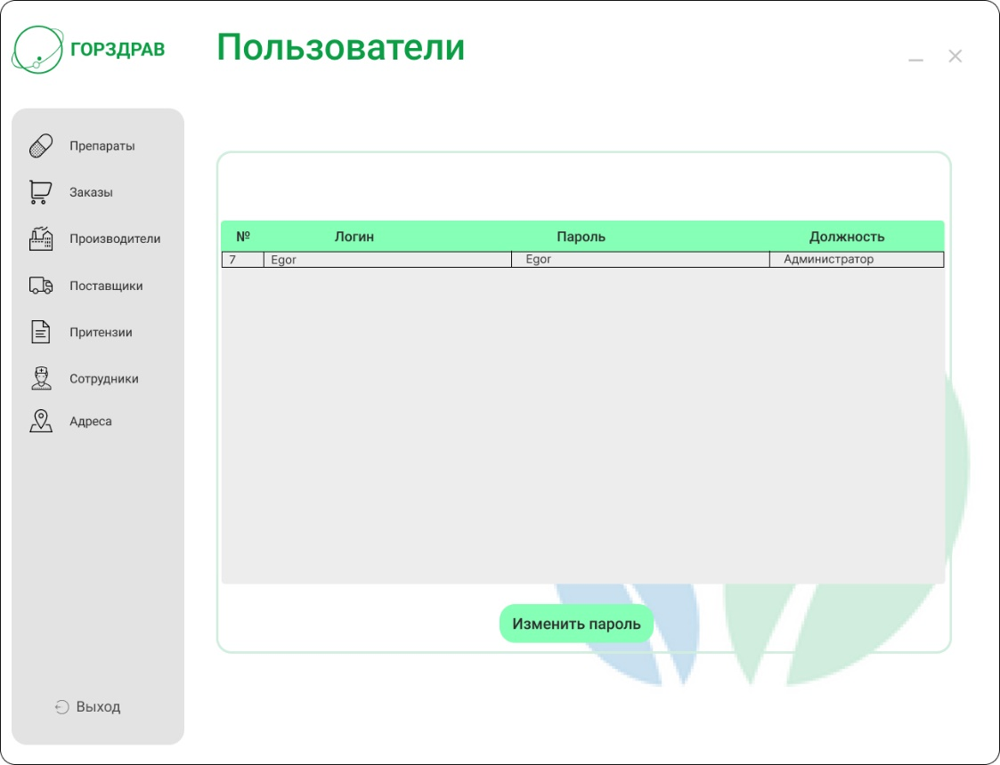 ГОРЗДРАВ
Пользователи
Препараты
Заказы
Производители
Поставщики
Притензии
Сотрудники
Адреса
Выход
№ Логин Пароль Должность
7 Egor Egor Администратор
Изменить пароль